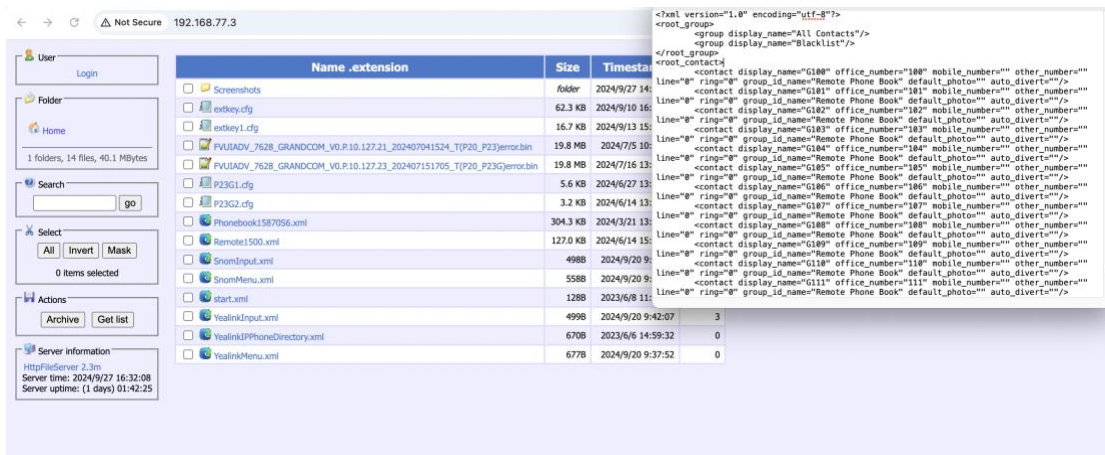 Not Secure 192.168.77.3
User
Login
Folder
Home
1 folders, 14 files, 40.1 MBytes
Search
go
Select
All Invert Mask
0 items selected
Actions
Archive Get list
Server information
HttpFileServer 2.3m
Server time: 2024/9/27 16:32:08
Server uptime: (1 days) 01:42:25
Name .extension Size Timesta
Screenshots folder 2024/9/27 14:
extkey.cfg 62.3 KB 2024/9/10 16:
extkey1.cfg 16.7 KB 2024/9/13 15:
FVUIADV_7628_GRANDCOM_V0.P.10.127.21_202407041524_T(P20_P23)error.bin 19.8 MB 2024/7/5 10:
FVUIADV_7628_GRANDCOM_V0.P.10.127.23_202407151705_T(P20_P23G)error.bin 19.8 MB 2024/7/16 13:
P23G1.cfg 5.6 KB 2024/6/27 13:
P23G2.cfg 3.2 KB 2024/6/14 13:
Phonebook1587056.xml 304.3 KB 2024/3/21 13:
Remote1500.xml 127.0 KB 2024/6/14 15:
SnomInput.xml 498B 2024/9/20 9:
SnomMenu.xml 558B 2024/9/20 9:
start.xml 128B 2023/6/8 11:
YealinkInput.xml 499B 2024/9/20 9:42:07 3
YealinkIPPhoneDirectory.xml 670B 2023/6/6 14:59:32 0
YealinkMenu.xml 677B 2024/9/20 9:37:52 0
<?xml version="1.0" encoding="utf-8"?>
<root_group>
<group display_name="All Contacts"/>
<group display_name="Blacklist"/>
</root_group>
<root_contact>
<contact display_name="G100" office_number="100" mobile_number="" other_number=""
line="0" ring="0" group_id_name="Remote Phone Book" default_photo="" auto_divert=""/>
<contact display_name="G101" office_number="101" mobile_number="" other_number=""
line="0" ring="0" group_id_name="Remote Phone Book" default_photo="" auto_divert=""/>
<contact display_name="G102" office_number="102" mobile_number="" other_number=""
line="0" ring="0" group_id_name="Remote Phone Book" default_photo="" auto_divert=""/>
<contact display_name="G103" office_number="103" mobile_number="" other_number=""
line="0" ring="0" group_id_name="Remote Phone Book" default_photo="" auto_divert=""/>
<contact display_name="G104" office_number="104" mobile_number="" other_number=""
line="0" ring="0" group_id_name="Remote Phone Book" default_photo="" auto_divert=""/>
<contact display_name="G105" office_number="105" mobile_number="" other_number=""
line="0" ring="0" group_id_name="Remote Phone Book" default_photo="" auto_divert=""/>
<contact display_name="G106" office_number="106" mobile_number="" other_number=""
line="0" ring="0" group_id_name="Remote Phone Book" default_photo="" auto_divert=""/>
<contact display_name="G107" office_number="107" mobile_number="" other_number=""
line="0" ring="0" group_id_name="Remote Phone Book" default_photo="" auto_divert=""/>
<contact display_name="G108" office_number="108" mobile_number="" other_number=""
line="0" ring="0" group_id_name="Remote Phone Book" default_photo="" auto_divert=""/>
<contact display_name="G109" office_number="109" mobile_number="" other_number=""
line="0" ring="0" group_id_name="Remote Phone Book" default_photo="" auto_divert=""/>
<contact display_name="G110" office_number="110" mobile_number="" other_number=""
line="0" ring="0" group_id_name="Remote Phone Book" default_photo="" auto_divert=""/>
<contact display_name="G111" office_number="111" mobile_number="" other_number=""
line="0" ring="0" group_id_name="Remote Phone Book" default_photo="" auto_divert=""/>